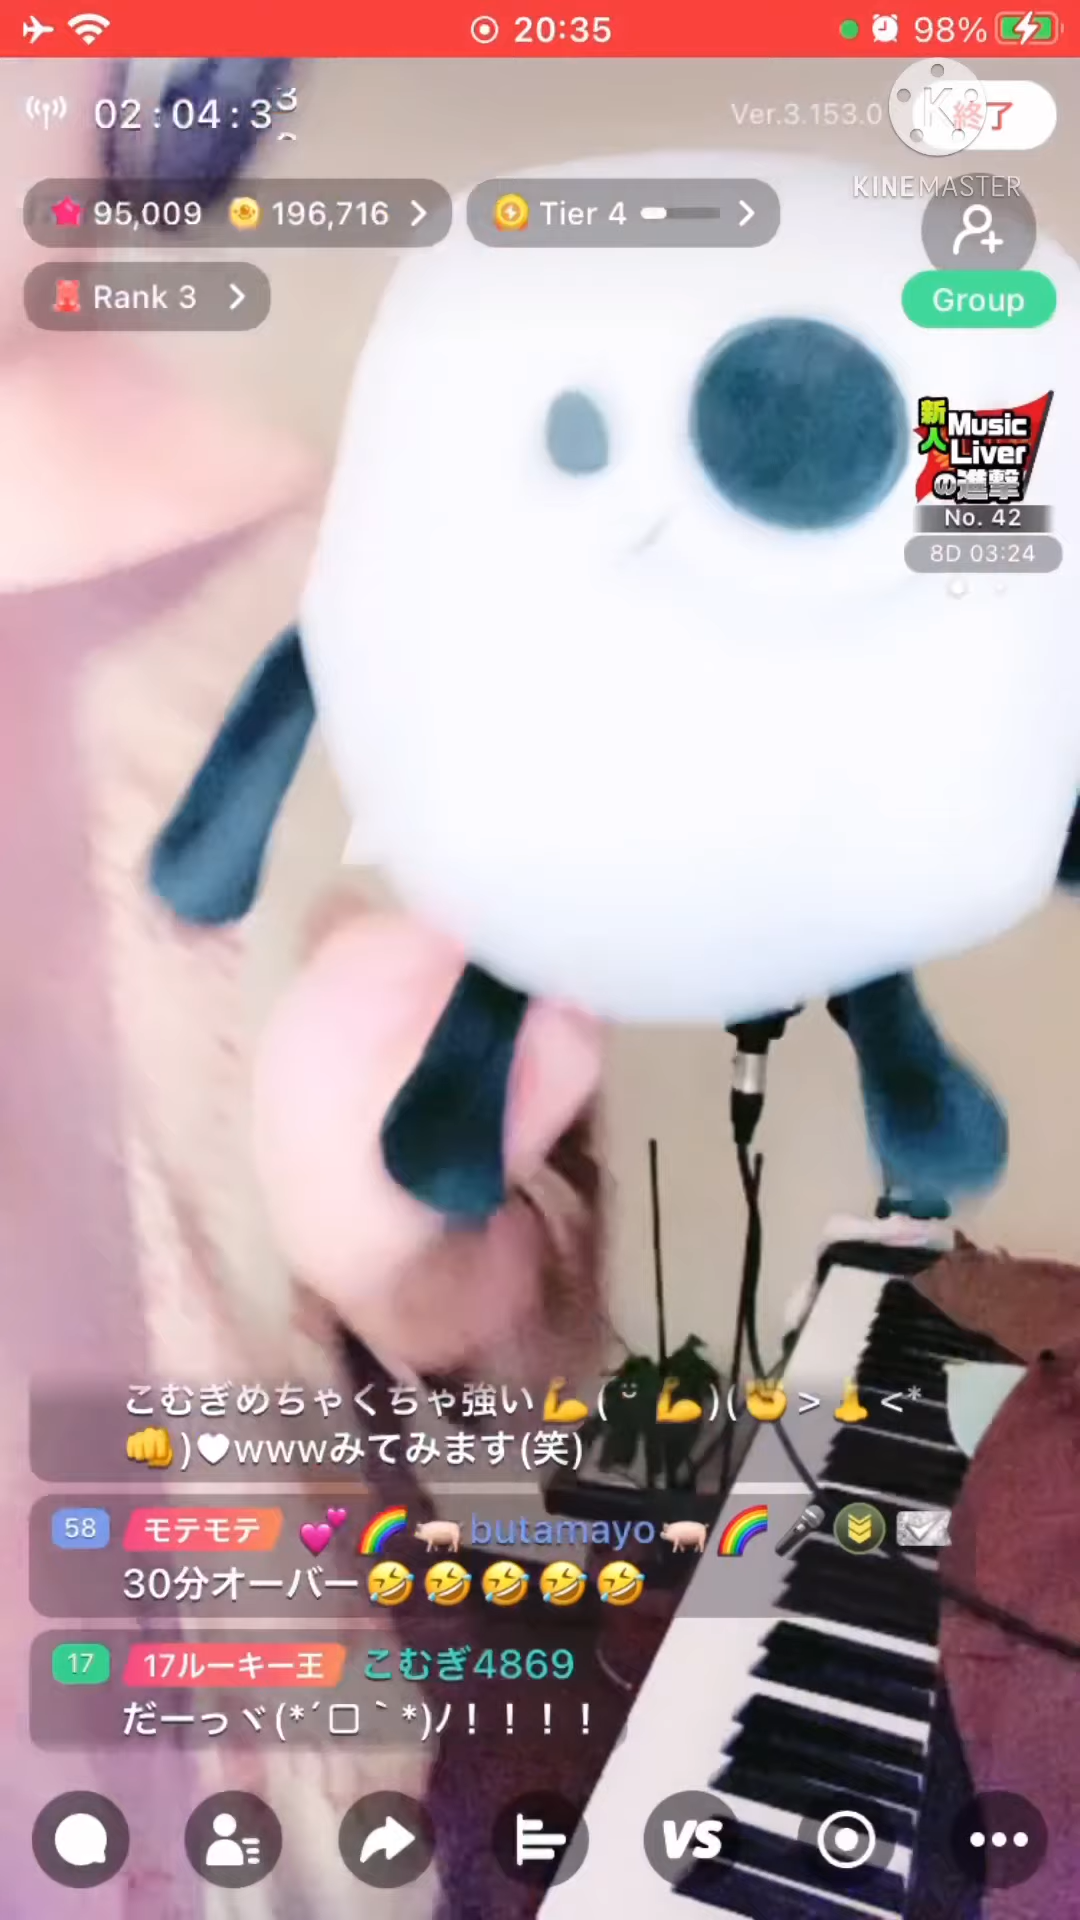 20:35
98%
02:04:33
Ver.3.153.0
終了
KINEMASTER
95,009
196,716
Tier 4
Rank 3
Group
新人
Music
Liver
の進撃
No. 42
8D 03:24
こむぎめちゃくちゃ強い💪( ¨̮ 💪)(✊>👃<*
👊)♥wwwみてみます(笑)
58 モテモテ 💕🌈🐖butamayo🐖🌈🎤
30分オーバー🤣🤣🤣🤣🤣
17 17ルーキー王 こむぎ4869
だーっヾ(*´□｀*)ﾉ！！！！
VS